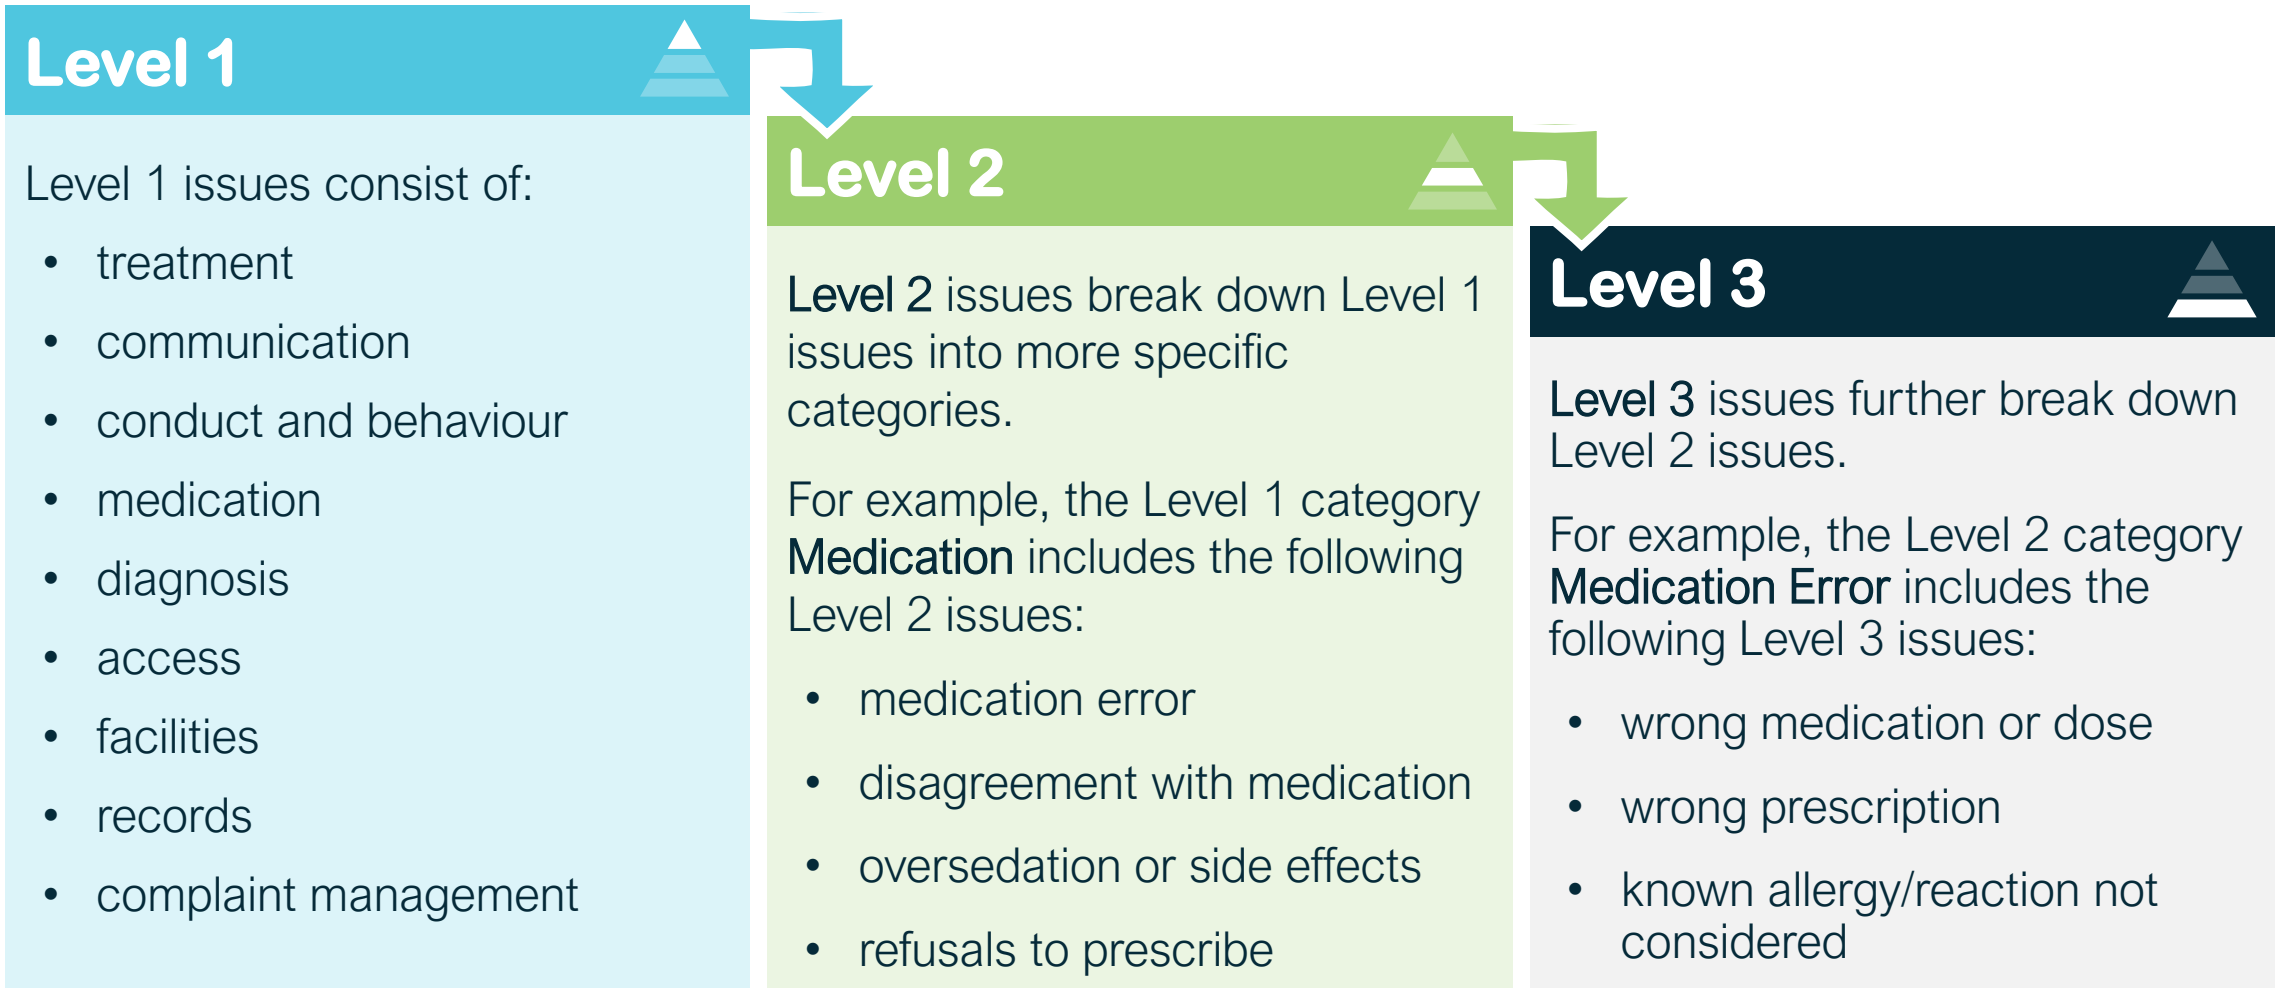 Level 1
Level 1 issues consist of:
• treatment
• communication
• conduct and behaviour
• medication
• diagnosis
• access
• facilities
• records
• complaint management
Level 2
Level 2 issues break down Level 1
issues into more specific
categories.
For example, the Level 1 category
Medication includes the following
Level 2 issues:
• medication error
• disagreement with medication
• oversedation or side effects
• refusals to prescribe
Level 3
Level 3 issues further break down
Level 2 issues.
For example, the Level 2 category
Medication Error includes the
following Level 3 issues:
• wrong medication or dose
• wrong prescription
• known allergy/reaction not
considered